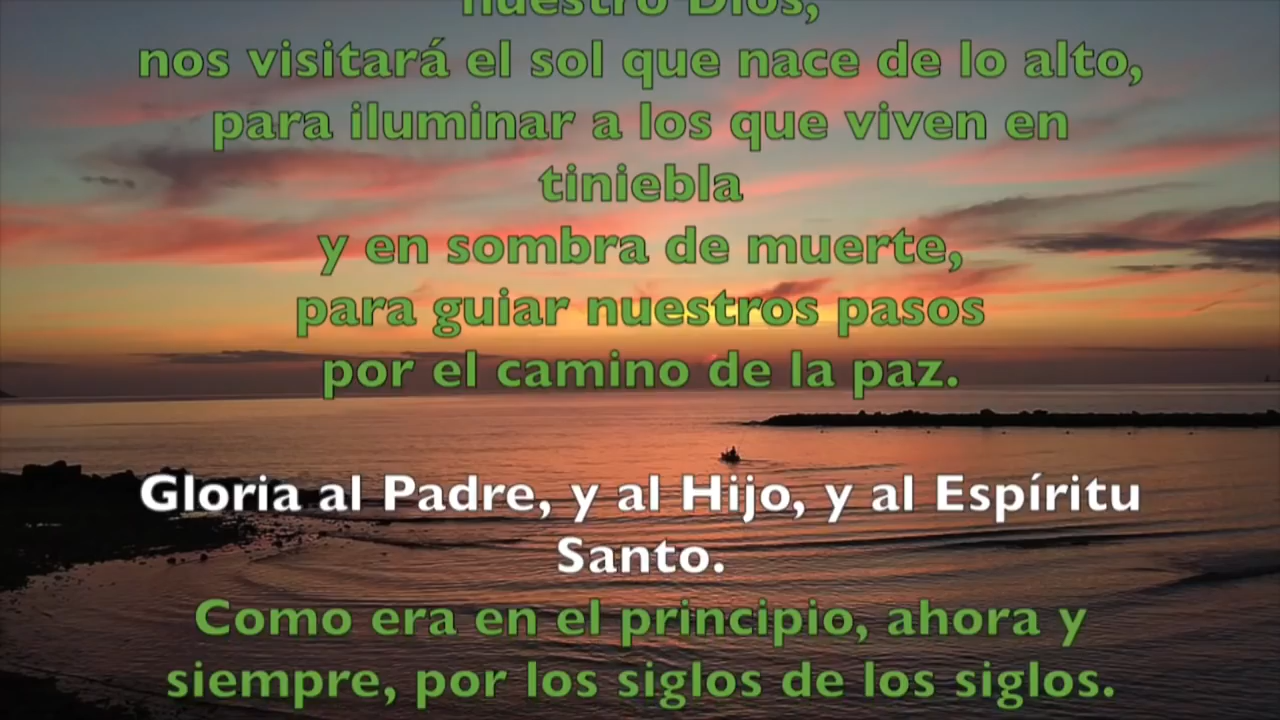 nuestro Dios,
nos visitará el sol que nace de lo alto,
para iluminar a los que viven en
tiniebla
y en sombra de muerte,
para guiar nuestros pasos
por el camino de la paz.
Gloria al Padre, y al Hijo, y al Espíritu
Santo.
Como era en el principio, ahora y
siempre, por los siglos de los siglos.